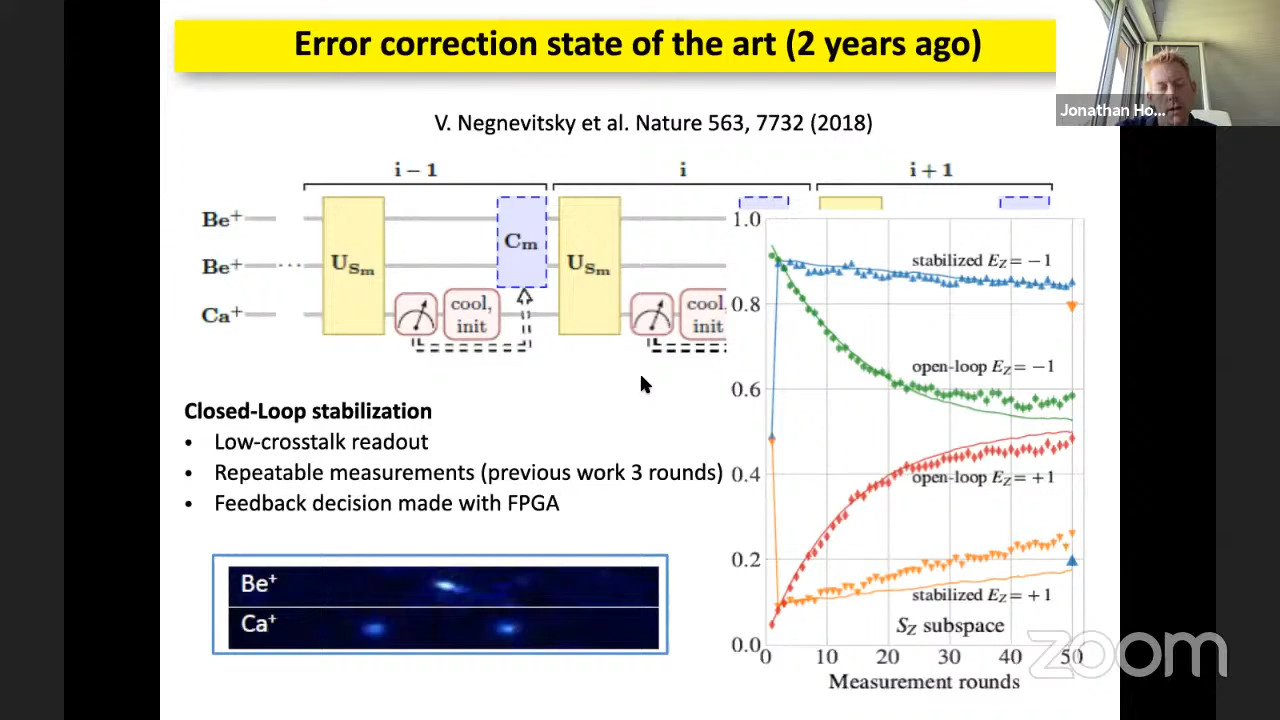 Error correction state of the art (2 years ago)
Jonathan Ho...
V. Negnevitsky et al. Nature 563, 7732 (2018)
i − 1
i
i + 1
Be⁺
Be⁺
Ca⁺
...
U_Sm
cool,
init
C_m
U_Sm
cool,
init
Closed-Loop stabilization
• Low-crosstalk readout
• Repeatable measurements (previous work 3 rounds)
• Feedback decision made with FPGA
Be⁺
Ca⁺
1.0
0.8
0.6
0.4
0.2
0.0
stabilized E_Z = −1
open-loop E_Z = −1
open-loop E_Z = +1
stabilized E_Z = +1
S_Z subspace
0 10 20 30 40 50
Measurement rounds
zoom